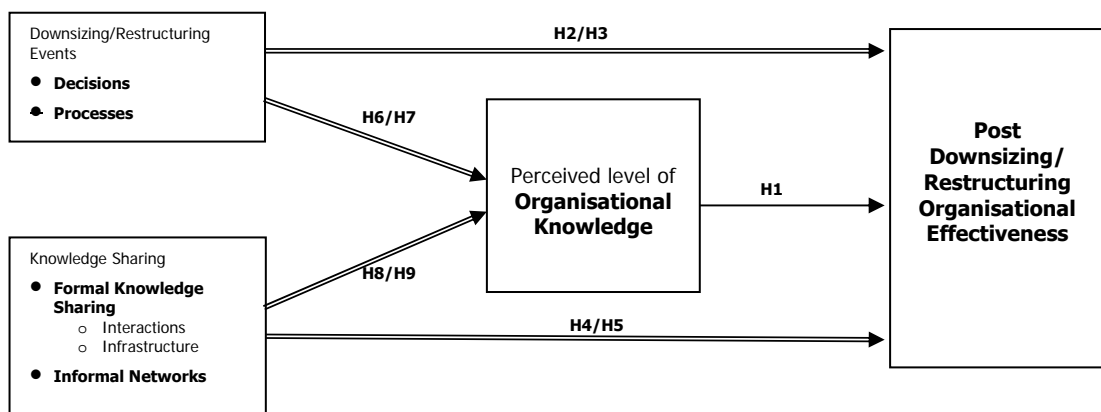 Downsizing/Restructuring
Events
● Decisions
● Processes
H2/H3
H6/H7
Perceived level of
Organisational
Knowledge
H1
Post
Downsizing/
Restructuring
Organisational
Effectiveness
Knowledge Sharing
● Formal Knowledge
Sharing
o Interactions
o Infrastructure
● Informal Networks
H8/H9
H4/H5